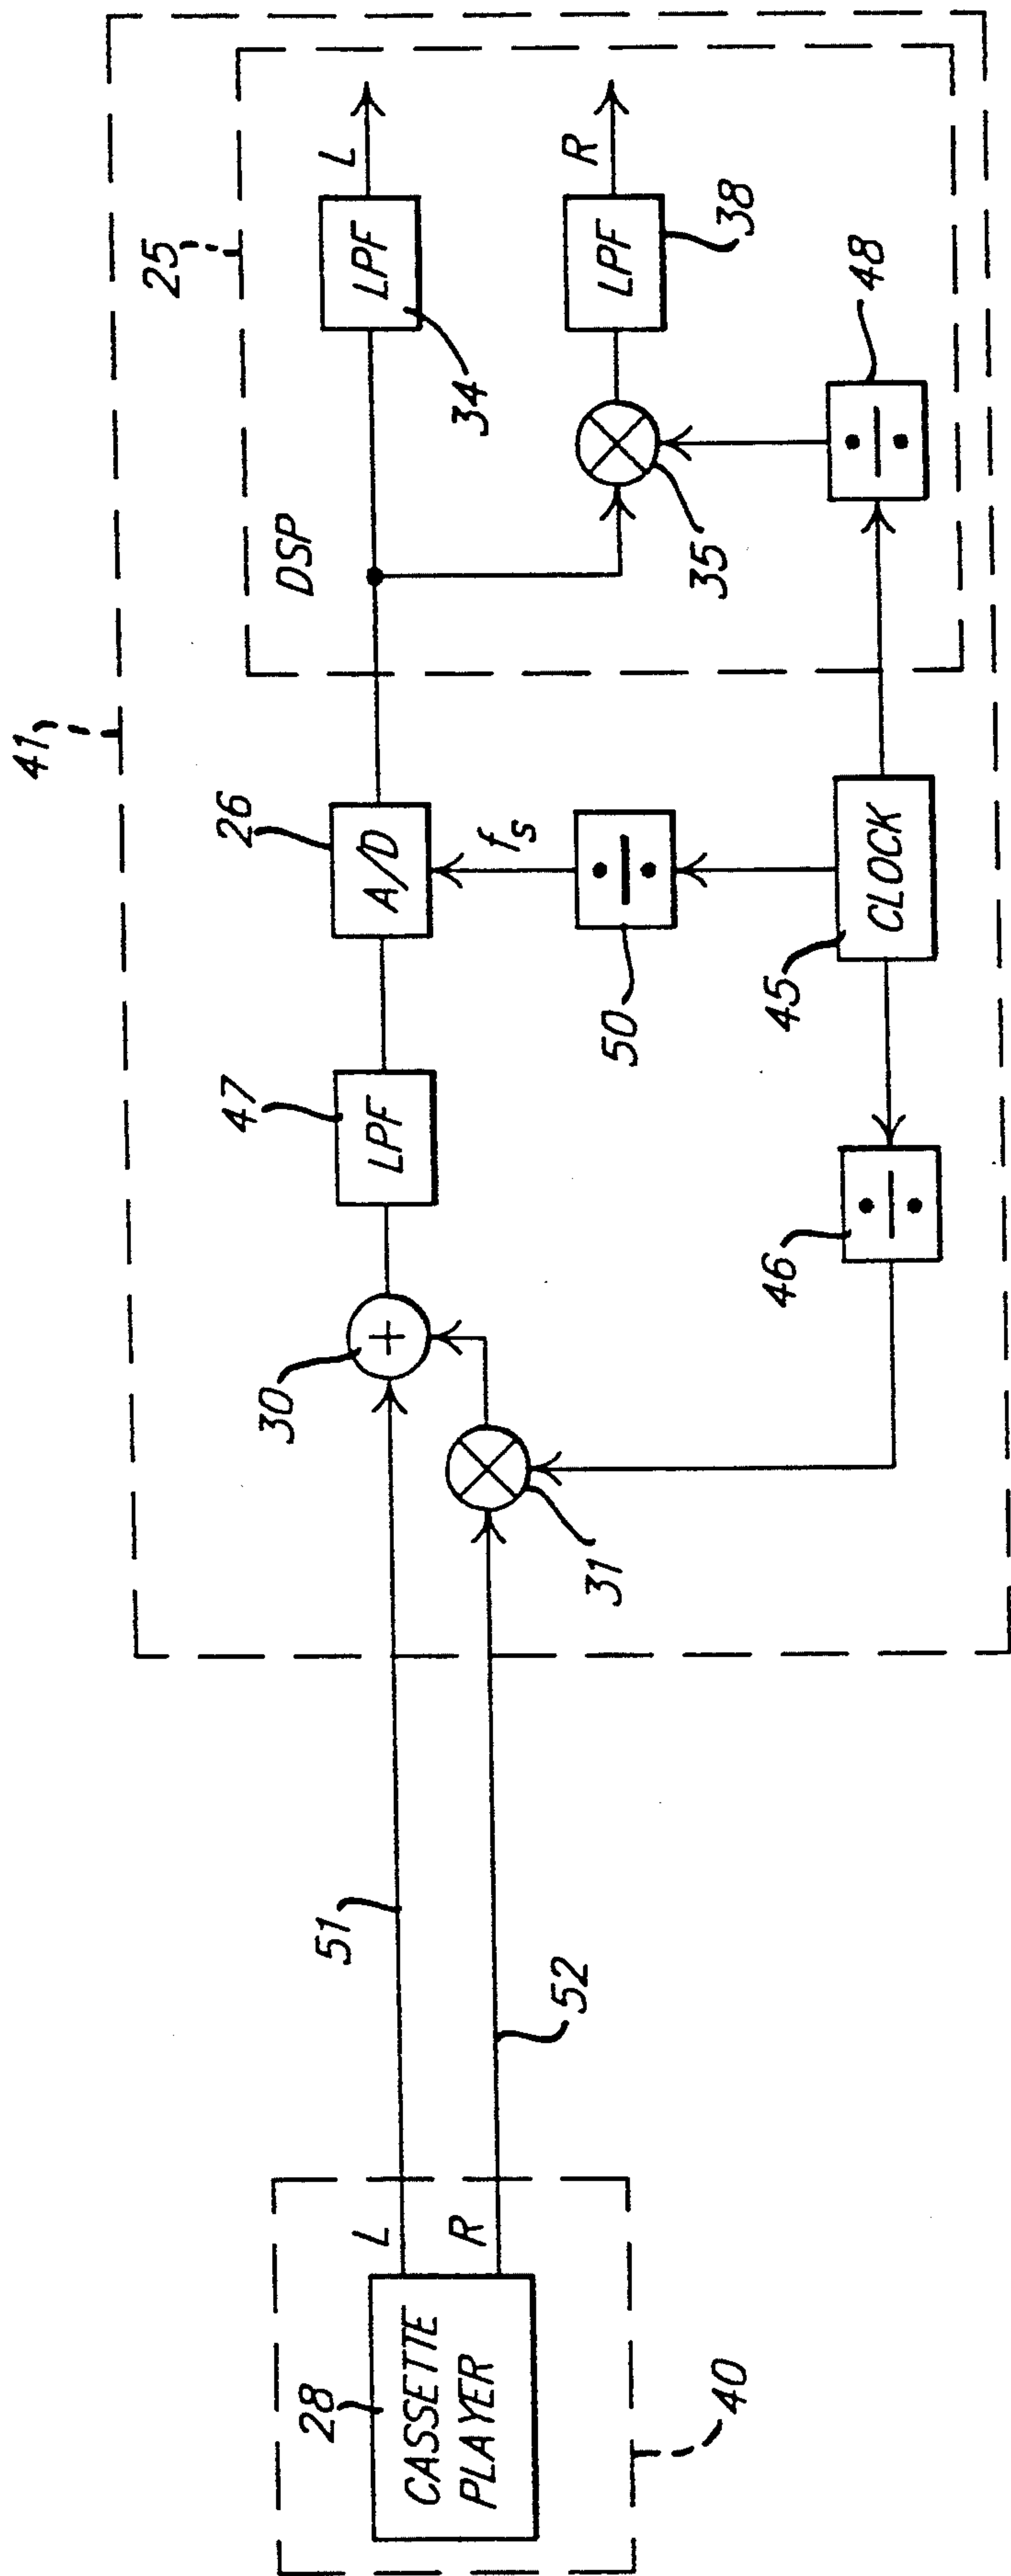 41
25
DSP
L
LPF
34
R
LPF
38
35
÷
48
26
A/D
f_s
÷
50
CLOCK
45
47
LPF
30
+
31
÷
46
51
52
L
R
28
CASSETTE
PLAYER
40